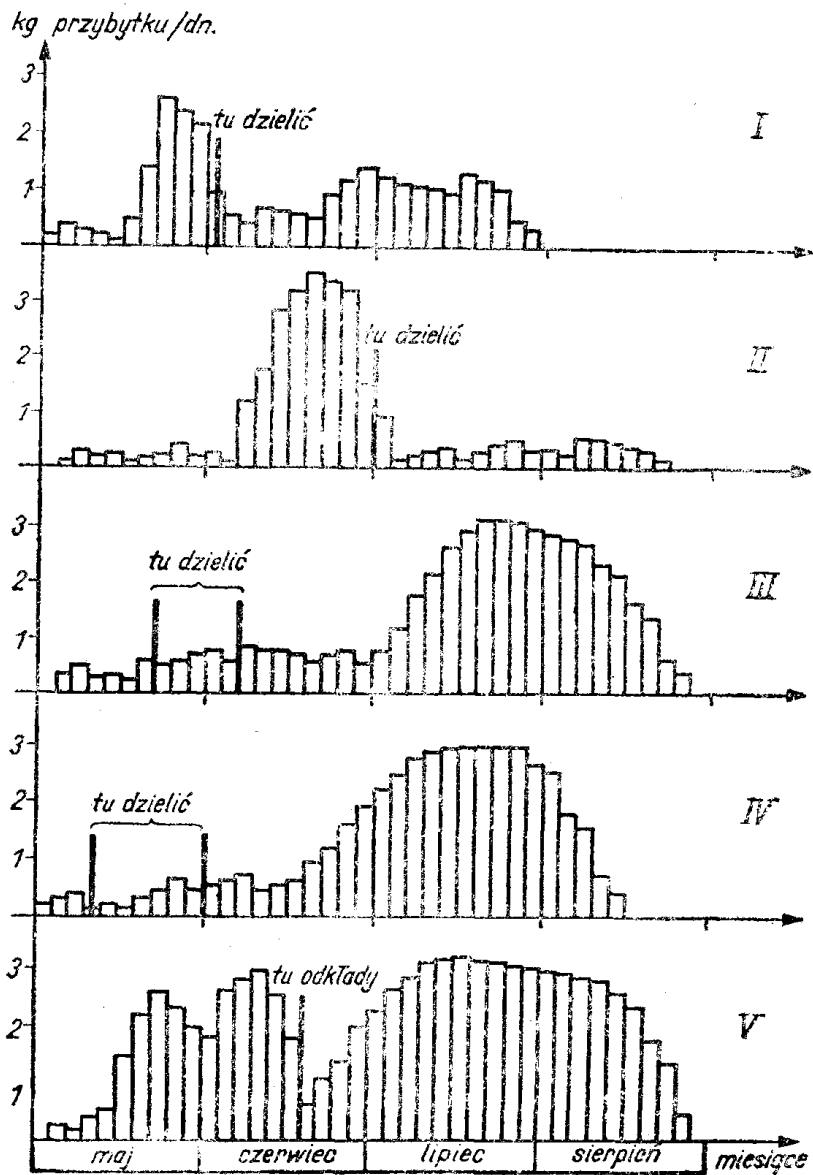 kg przybytku/dn.
3
2
1
tu dzielić
I
3
2
1
tu dzielić
II
3
2
1
tu dzielić
III
3
2
1
tu dzielić
IV
3
2
1
tu odkłady
V
maj czerwiec lipiec sierpień miesiące